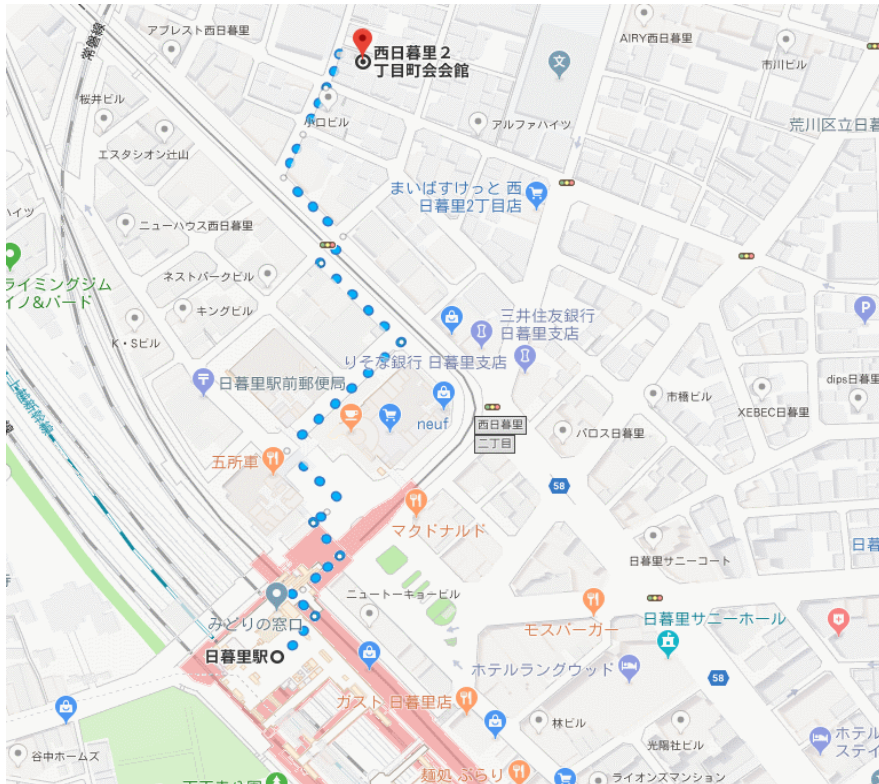 アブレスト西日暮里
常磐線
西日暮里2
丁目町会会館
AIRY西日暮里
市川ビル
桜井ビル
小口ビル
アルファハイツ
荒川区立日暮
エスタシオン辻山
まいばすけっと 西
日暮里2丁目店
ハイツ
ニューハウス西日暮里
ライミングジム
イノ&バード
ネストパークビル
キングビル
三井住友銀行
日暮里支店
K・Sビル
りそな銀行 日暮里支店
日暮里駅前郵便局
dips日暮里
市橋ビル
XEBEC日暮里
neuf
西日暮里
二丁目
バロス日暮里
五所車
58
マクドナルド
日暮里サニーコート
日暮
ニュートーキョービル
みどりの窓口
モスバーガー
日暮里サニーホール
日暮里駅
ホテルラングウッド
58
ガスト 日暮里店
林ビル
光陽社ビル
ホテル
ステイ
谷中ホームズ
麺処 ぶらり
ライオンズマンション